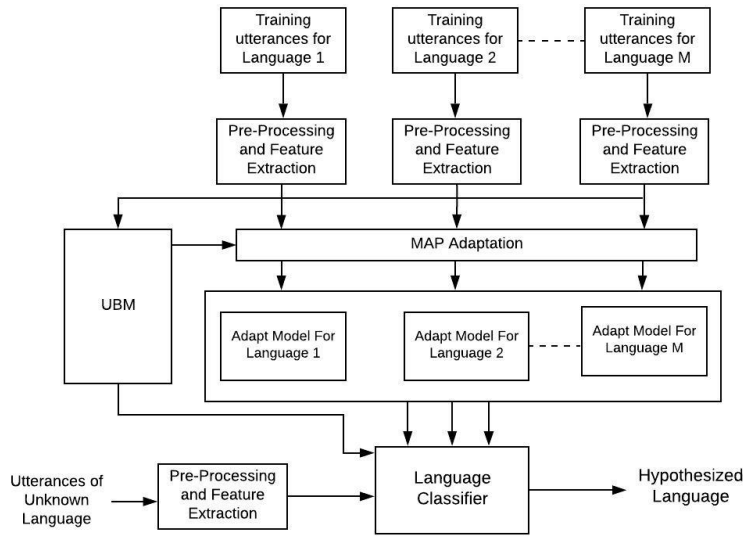 Training
utterances for
Language 1
Training
utterances for
Language 2
Training
utterances for
Language M
Pre-Processing
and Feature
Extraction
Pre-Processing
and Feature
Extraction
Pre-Processing
and Feature
Extraction
MAP Adaptation
UBM
Adapt Model For
Language 1
Adapt Model For
Language 2
Adapt Model For
Language M
Utterances of
Unknown
Language
Pre-Processing
and Feature
Extraction
Language
Classifier
Hypothesized
Language